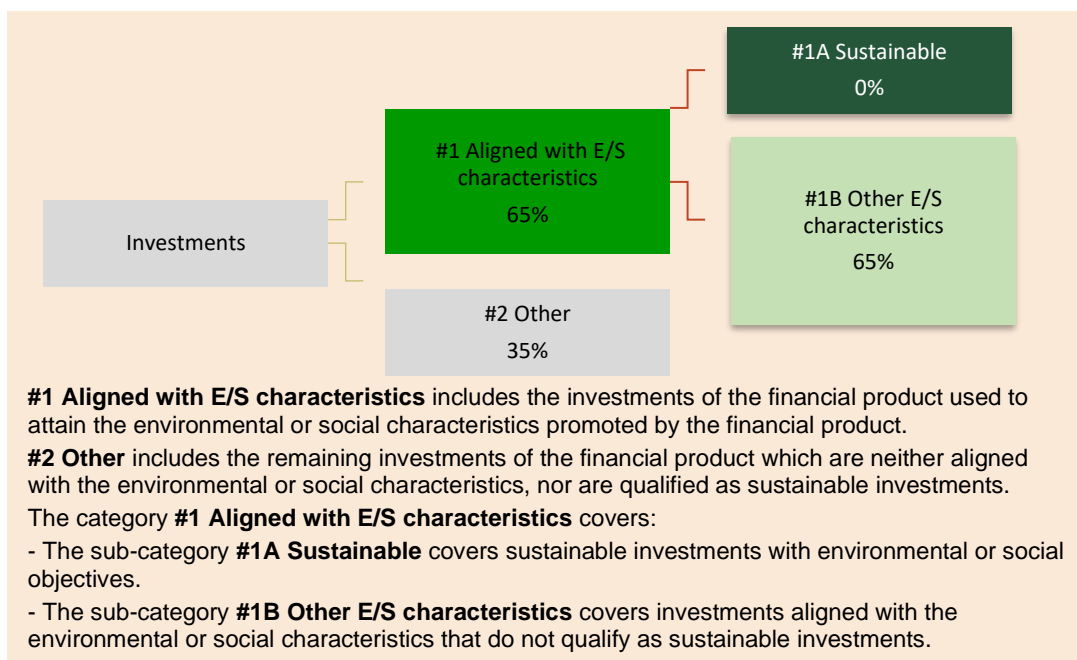 #1A Sustainable
0%
#1 Aligned with E/S
characteristics
65%
#1B Other E/S
characteristics
65%
Investments
#2 Other
35%
#1 Aligned with E/S characteristics includes the investments of the financial product used to
attain the environmental or social characteristics promoted by the financial product.
#2 Other includes the remaining investments of the financial product which are neither aligned
with the environmental or social characteristics, nor are qualified as sustainable investments.
The category #1 Aligned with E/S characteristics covers:
- The sub-category #1A Sustainable covers sustainable investments with environmental or social
objectives.
- The sub-category #1B Other E/S characteristics covers investments aligned with the
environmental or social characteristics that do not qualify as sustainable investments.